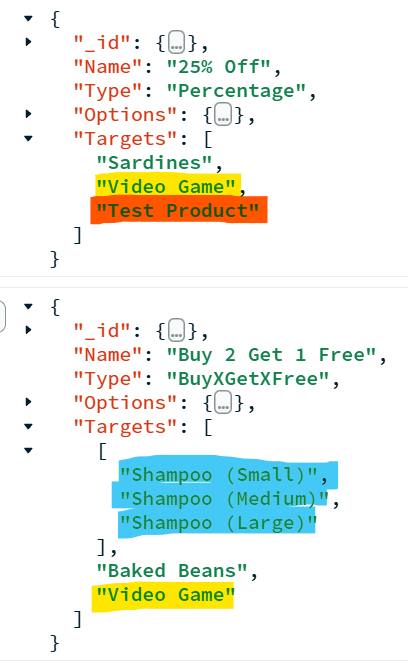 {
"_id": {…},
"Name": "25% Off",
"Type": "Percentage",
"Options": {…},
"Targets": [
"Sardines",
"Video Game",
"Test Product"
]
}
{
"_id": {…},
"Name": "Buy 2 Get 1 Free",
"Type": "BuyXGetXFree",
"Options": {…},
"Targets": [
[
"Shampoo (Small)",
"Shampoo (Medium)",
"Shampoo (Large)"
],
"Baked Beans",
"Video Game"
]
}